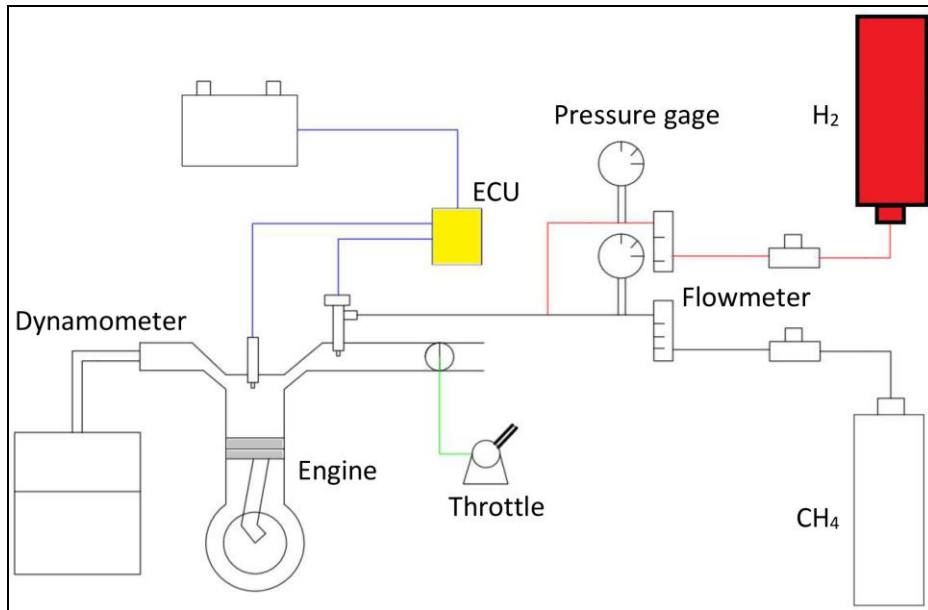 Pressure gage
H₂
ECU
Dynamometer
Flowmeter
Engine
Throttle
CH₄